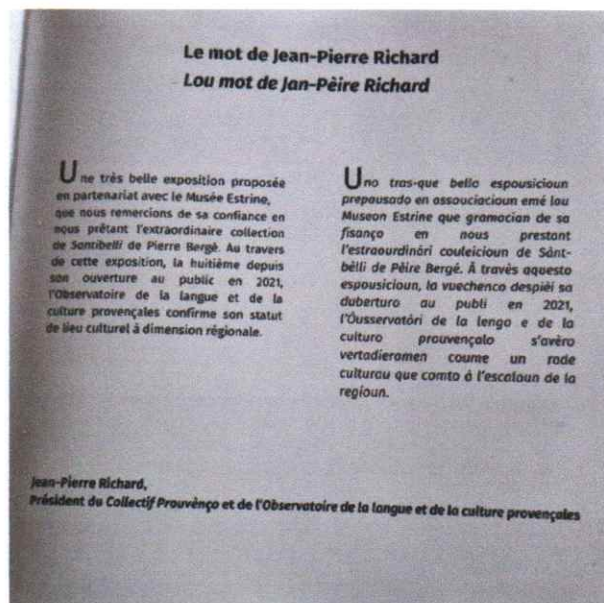 Le mot de Jean-Pierre Richard
Lou mot de Jan-Pèire Richard
Une très belle exposition proposée
en partenariat avec le Musée Estrine,
que nous remercions de sa confiance en
nous prêtant l'extraordinaire collection
de Santibelli de Pierre Bergé. Au travers
de cette exposition, la huitième depuis
son ouverture au public en 2021,
l'Observatoire de la langue et de la
culture provençales confirme son statut
de lieu culturel à dimension régionale.
Uno tras-que bello espousicioun
prepausado en assouciacioun emé lou
Museon Estrine que gramacian de sa
fisanço en nous prestant
l'estraourdinàri couleicioun de Sànt-
bèlli de Pèire Bergé. À travès aquesto
espousicioun, la vuechenco despièi sa
duberturo au publi en 2021,
l'Óusservatòri de la lengo e de la
culturo prouvençalo s'avèro
vertadieramen coume un rode
culturau que comto à l'escaloun de la
regioun.
Jean-Pierre Richard,
Président du Collectif Prouvènço et de l'Observatoire de la langue et de la culture provençales